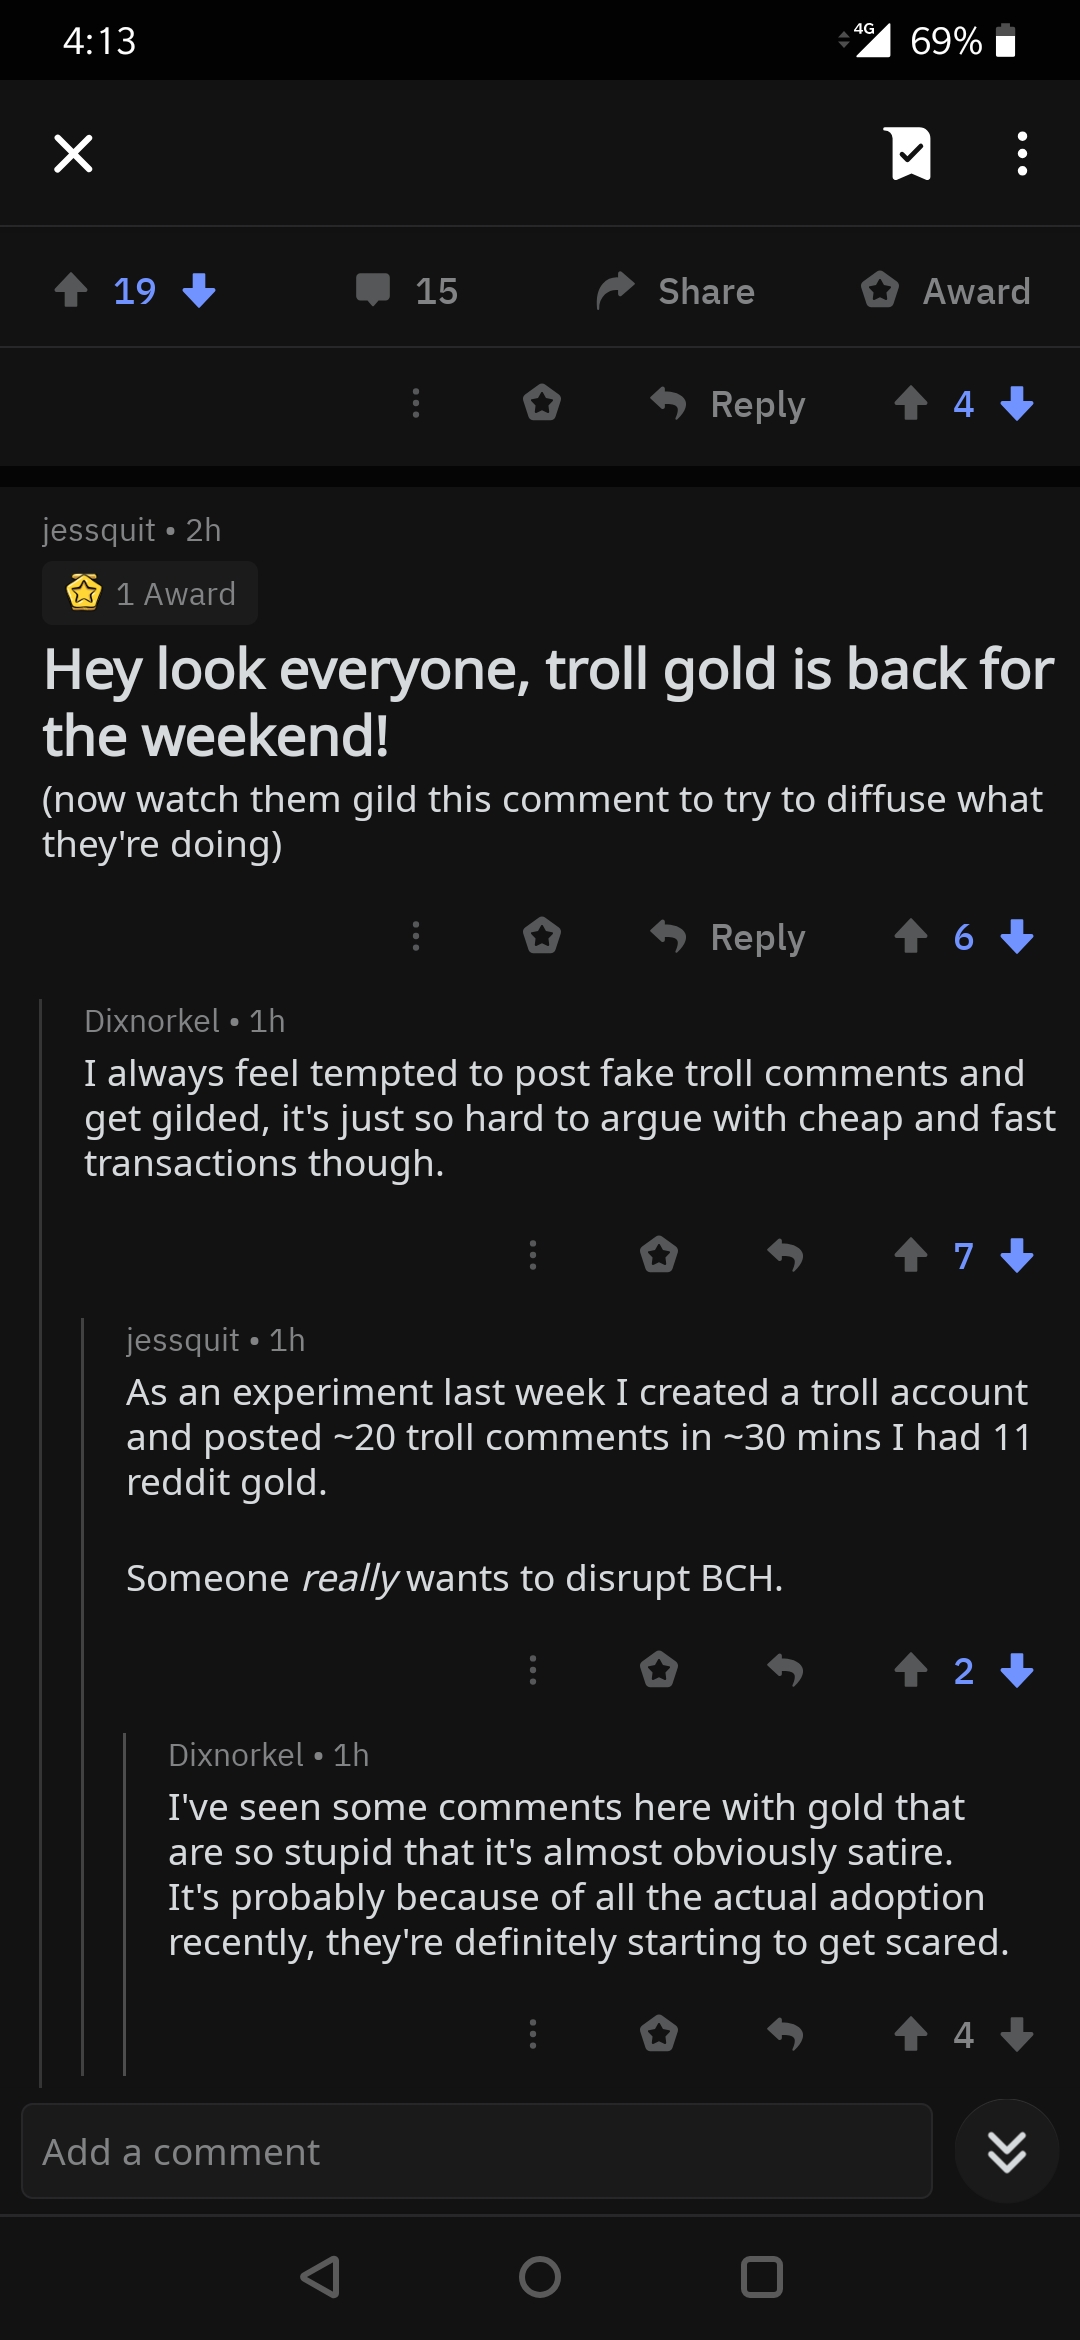 4:13
4G 69%
19 15 Share Award
Reply 4
jessquit • 2h
1 Award
Hey look everyone, troll gold is back for
the weekend!
(now watch them gild this comment to try to diffuse what
they're doing)
Reply 6
Dixnorkel • 1h
I always feel tempted to post fake troll comments and
get gilded, it's just so hard to argue with cheap and fast
transactions though.
7
jessquit • 1h
As an experiment last week I created a troll account
and posted ~20 troll comments in ~30 mins I had 11
reddit gold.
Someone really wants to disrupt BCH.
2
Dixnorkel • 1h
I've seen some comments here with gold that
are so stupid that it's almost obviously satire.
It's probably because of all the actual adoption
recently, they're definitely starting to get scared.
4
Add a comment